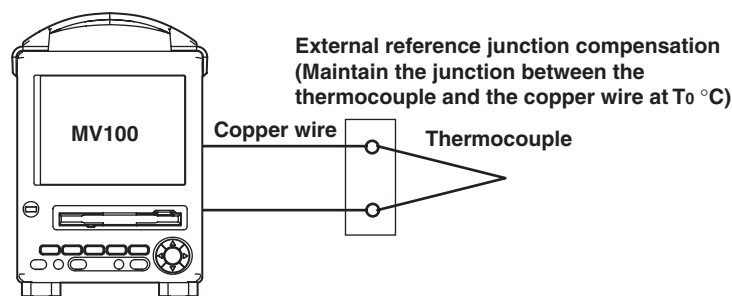 External reference junction compensation
(Maintain the junction between the
thermocouple and the copper wire at T0 °C)
MV100
Copper wire
Thermocouple